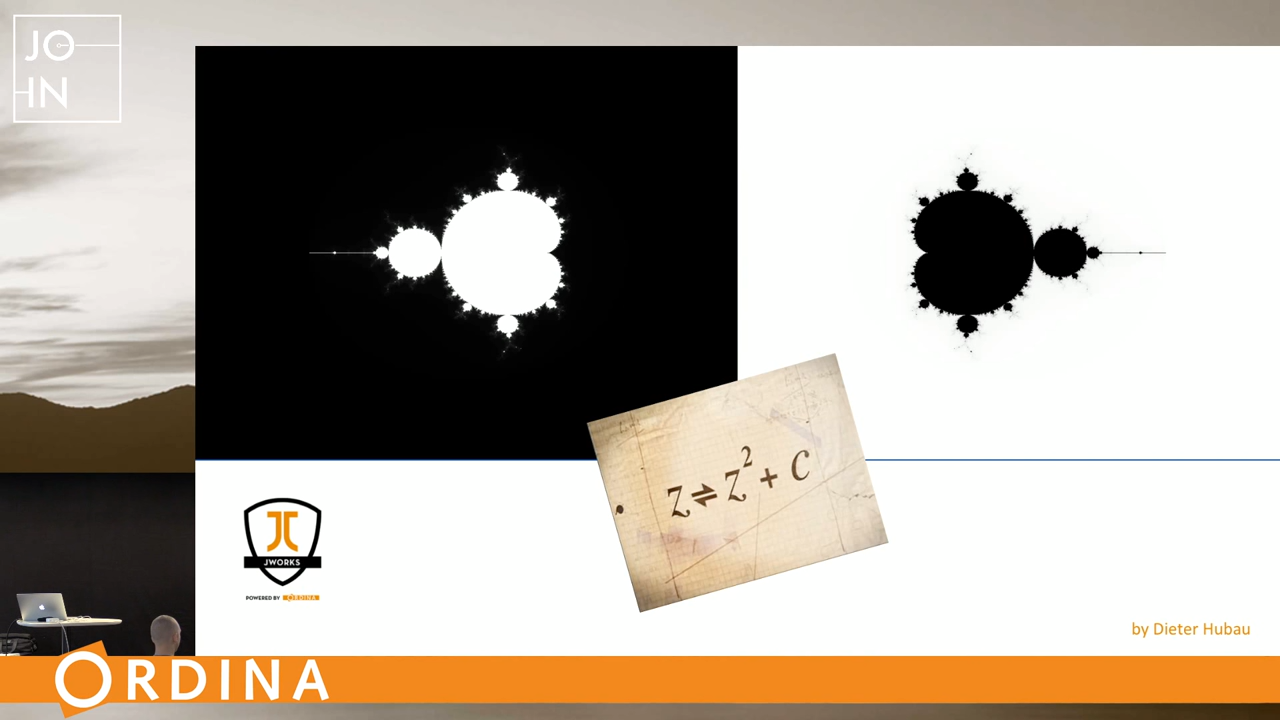 JO
IN
Z ⇌ Z² + C
JWORKS
POWERED BY ORDINA
by Dieter Hubau
ORDINA